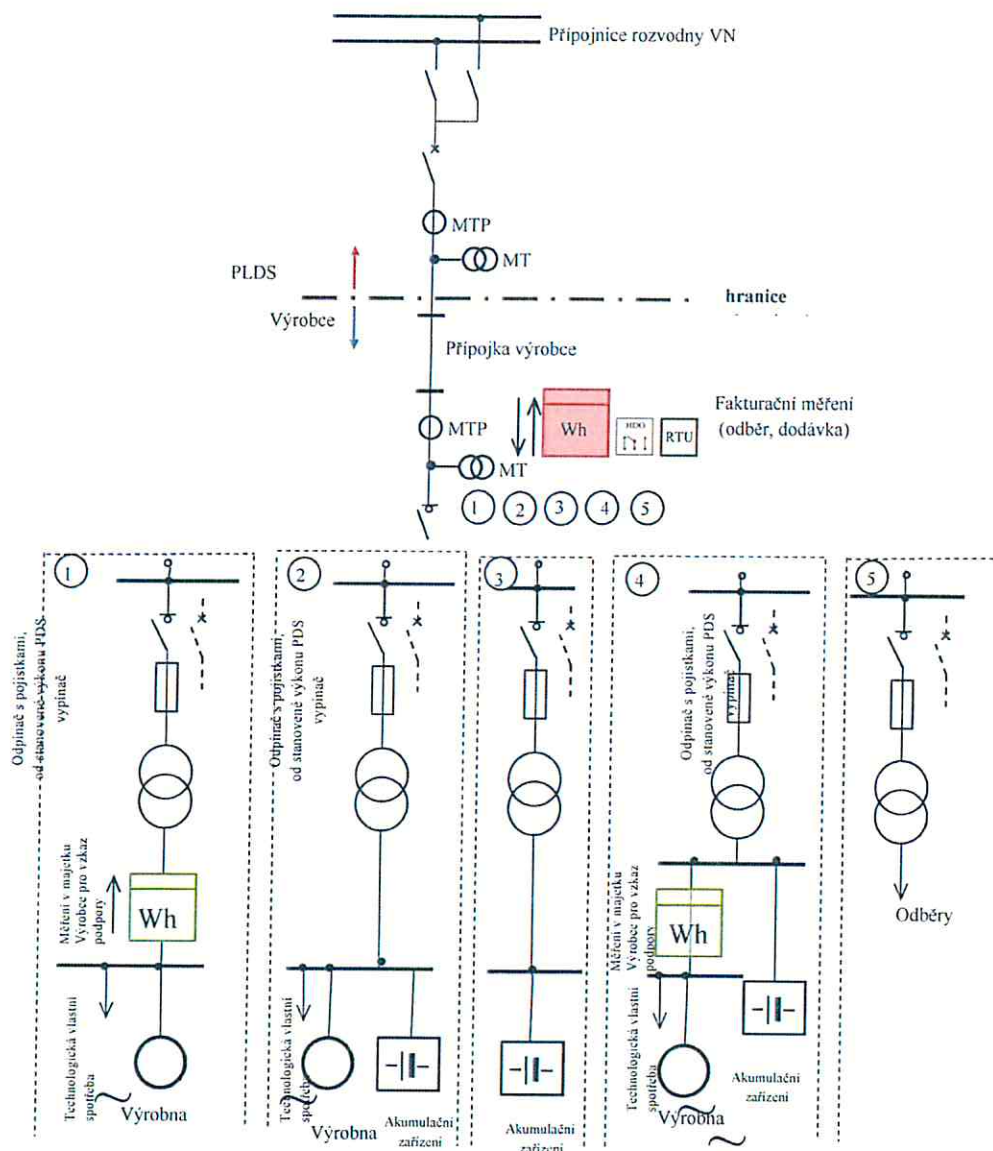 Přípojnice rozvodny VN
MTP
MT
PLDS
hranice
Výrobce
Přípojka výrobce
MTP
Wh
HDO
RTU
Fakturační měření
(odběr, dodávka)
MT
1 2 3 4 5
1
Odpínač s pojistkami,
od stanovené výkonu PDS
vypínač
Měření v majetku
Výrobce pro vzkaz
podpory
Wh
Technologická vlastní
spotřeba
Výrobna
2
Odpínač s pojistkami,
od stanovené výkonu PDS
vypínač
Technologická vlastní
spotřeba
Výrobna
Akumulační
zařízení
3
Akumulační
zařízení
4
Odpínač s pojistkami,
od stanovené výkonu PDS
vypínač
Měření v majetku
Výrobce pro vzkaz
podpory
Wh
Technologická vlastní
spotřeba
Výrobna
Akumulační
zařízení
5
Odběry